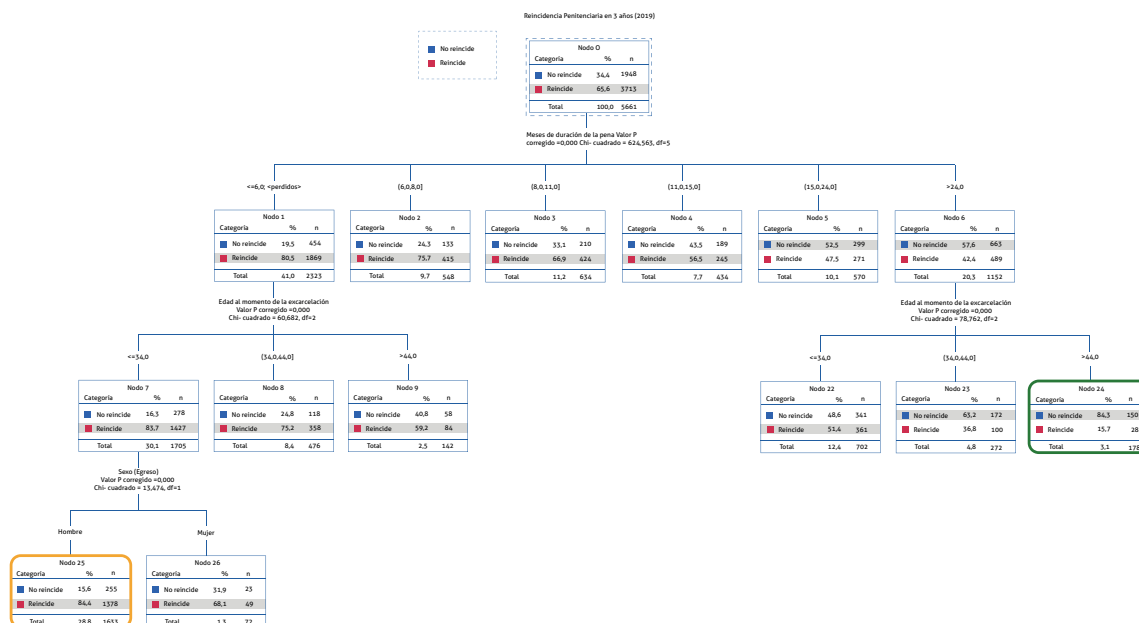 Reincidencia Penitenciaria en 3 años (2019)
No reincide
Reincide
Nodo 0
Categoría % n
No reincide 34,4 1948
Reincide 65,6 3713
Total 100,0 5661
Meses de duración de la pena Valor P
corregido =0,000 Chi- cuadrado = 624,563, df=5
<=6,0; <perdidos>
(6,0,8,0]
(8,0,11,0]
(11,0,15,0]
(15,0,24,0]
>24,0
Nodo 1
Categoría % n
No reincide 19,5 454
Reincide 80,5 1869
Total 41,0 2323
Nodo 2
Categoría % n
No reincide 24,3 133
Reincide 75,7 415
Total 9,7 548
Nodo 3
Categoría % n
No reincide 33,1 210
Reincide 66,9 424
Total 11,2 634
Nodo 4
Categoría % n
No reincide 43,5 189
Reincide 56,5 245
Total 7,7 434
Nodo 5
Categoría % n
No reincide 52,5 299
Reincide 47,5 271
Total 10,1 570
Nodo 6
Categoría % n
No reincide 57,6 663
Reincide 42,4 489
Total 20,3 1152
Edad al momento de la excarcelación
Valor P corregido =0,000
Chi- cuadrado = 60,682, df=2
Edad al momento de la excarcelación
Valor P corregido =0,000
Chi- cuadrado = 78,762, df=2
<=34,0
(34,0,44,0]
>44,0
<=34,0
(34,0,44,0]
>44,0
Nodo 7
Categoría % n
No reincide 16,3 278
Reincide 83,7 1427
Total 30,1 1705
Nodo 8
Categoría % n
No reincide 24,8 118
Reincide 75,2 358
Total 8,4 476
Nodo 9
Categoría % n
No reincide 40,8 58
Reincide 59,2 84
Total 2,5 142
Nodo 22
Categoría % n
No reincide 48,6 341
Reincide 51,4 361
Total 12,4 702
Nodo 23
Categoría % n
No reincide 63,2 172
Reincide 36,8 100
Total 4,8 272
Nodo 24
Categoría % n
No reincide 84,3 150
Reincide 15,7 28
Total 3,1 178
Sexo (Egreso)
Valor P corregido =0,000
Chi- cuadrado = 13,474, df=1
Hombre
Mujer
Nodo 25
Categoría % n
No reincide 15,6 255
Reincide 84,4 1378
Total 28,8 1633
Nodo 26
Categoría % n
No reincide 31,9 23
Reincide 68,1 49
Total 1,3 72